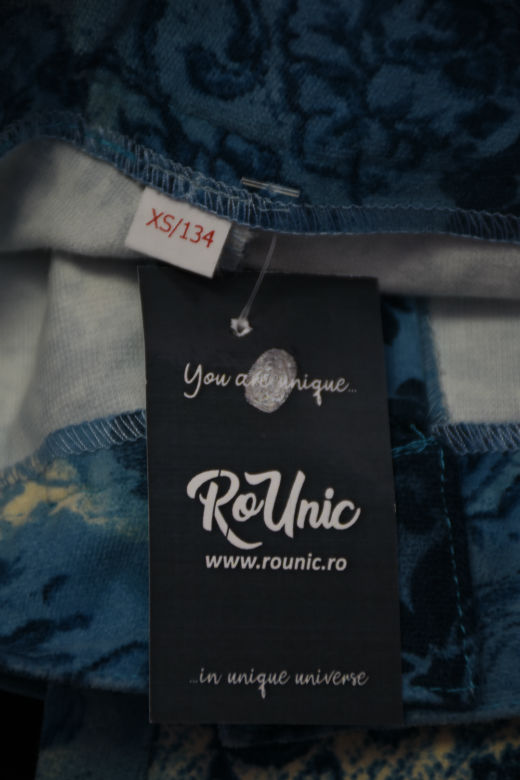 XS/134
You are unique...
RoUnic
www.rounic.ro
...in unique universe